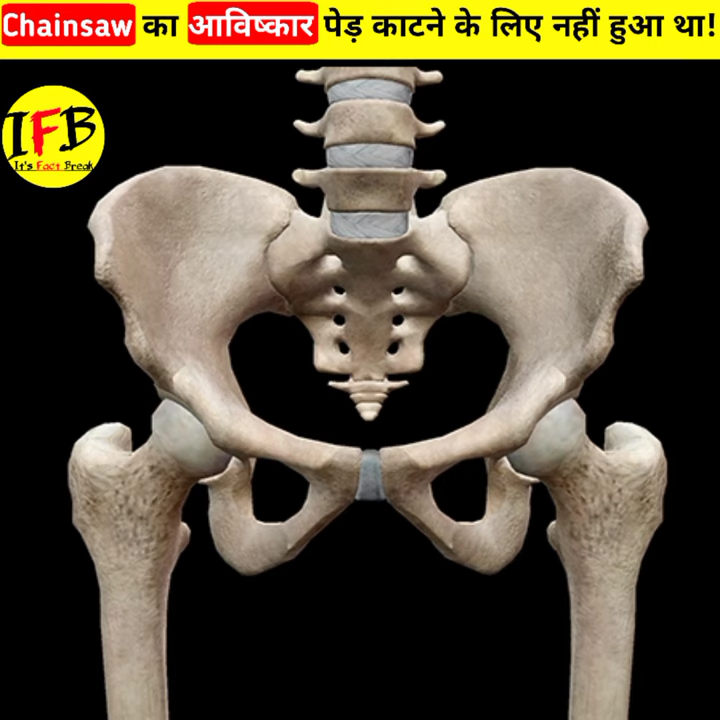 Chainsaw का आविष्कार पेड़ काटने के लिए नहीं हुआ था!
IFB
It's Fact Break